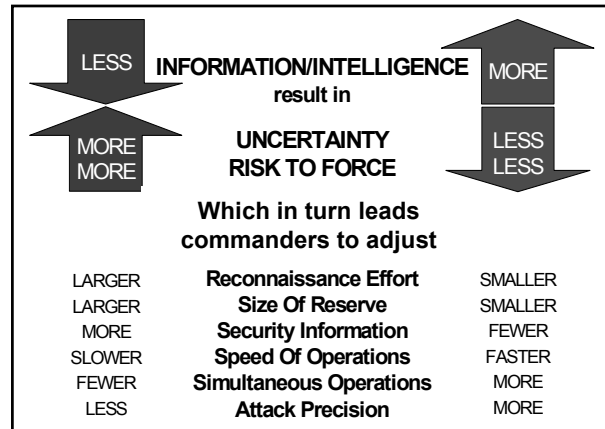 LESS INFORMATION/INTELLIGENCE MORE
result in
MORE UNCERTAINTY LESS
MORE RISK TO FORCE LESS
Which in turn leads
commanders to adjust
LARGER Reconnaissance Effort SMALLER
LARGER Size Of Reserve SMALLER
MORE Security Information FEWER
SLOWER Speed Of Operations FASTER
FEWER Simultaneous Operations MORE
LESS Attack Precision MORE